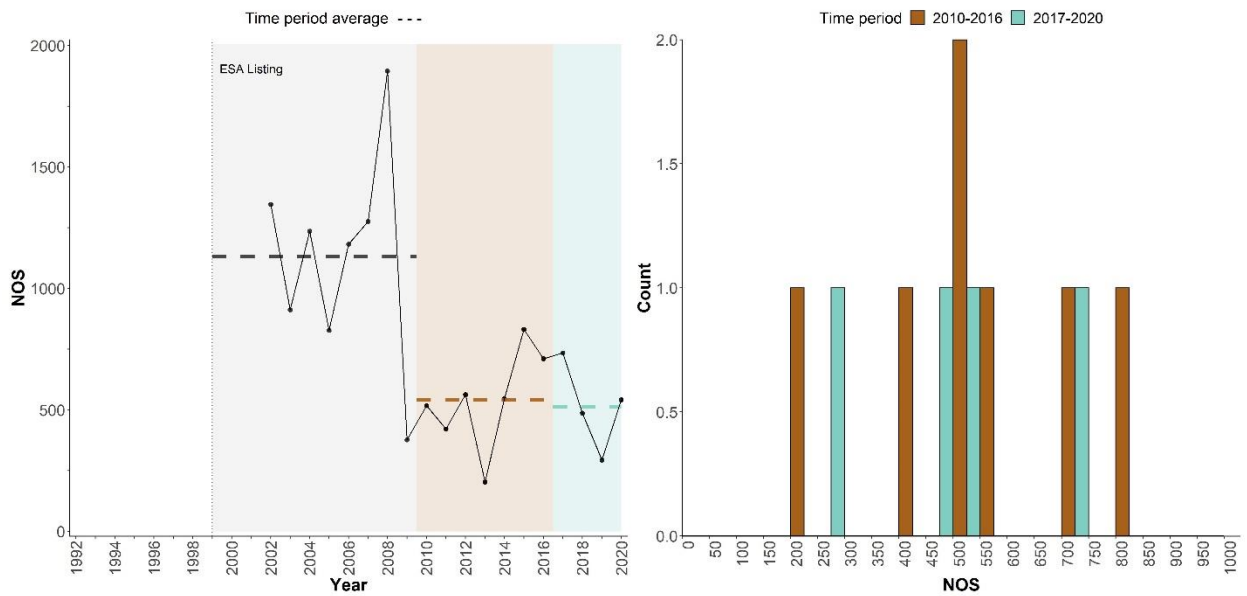 Time period average ---
2000
1500
1000
500
0
NOS
ESA Listing
1992 1994 1996 1998 2000 2002 2004 2006 2008 2010 2012 2014 2016 2018 2020
Year
Time period 2010-2016 2017-2020
2.0
1.5
1.0
0.5
0.0
Count
0 50 100 150 200 250 300 350 400 450 500 550 600 650 700 750 800 850 900 950 1000
NOS